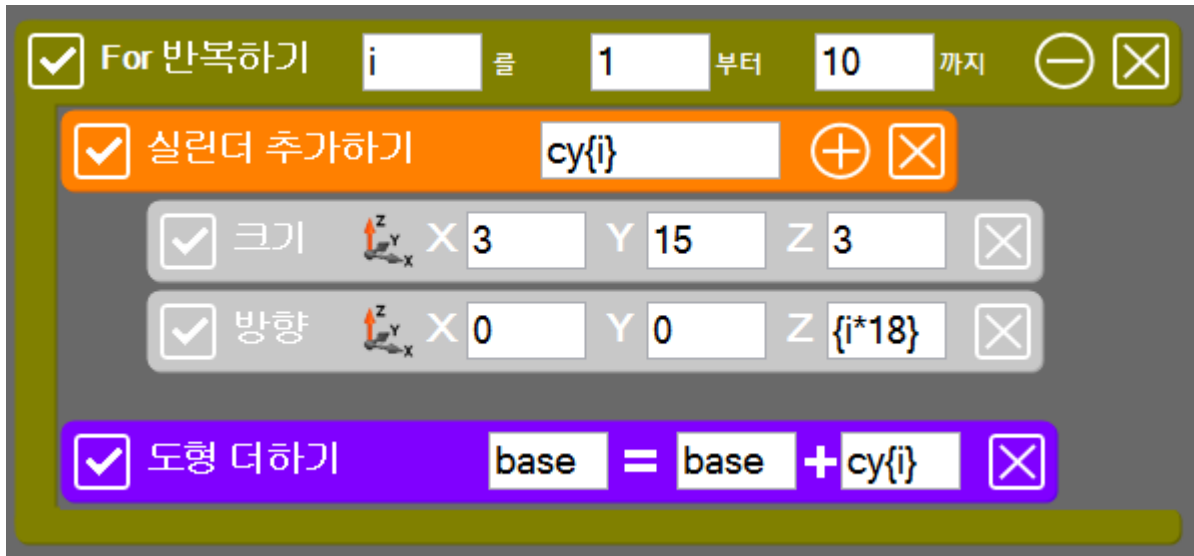 For 반복하기 i 를 1 부터 10 까지
실린더 추가하기 cy{i}
크기 Z Y X X 3 Y 15 Z 3
방향 Z Y X X 0 Y 0 Z {i*18}
도형 더하기 base = base + cy{i}